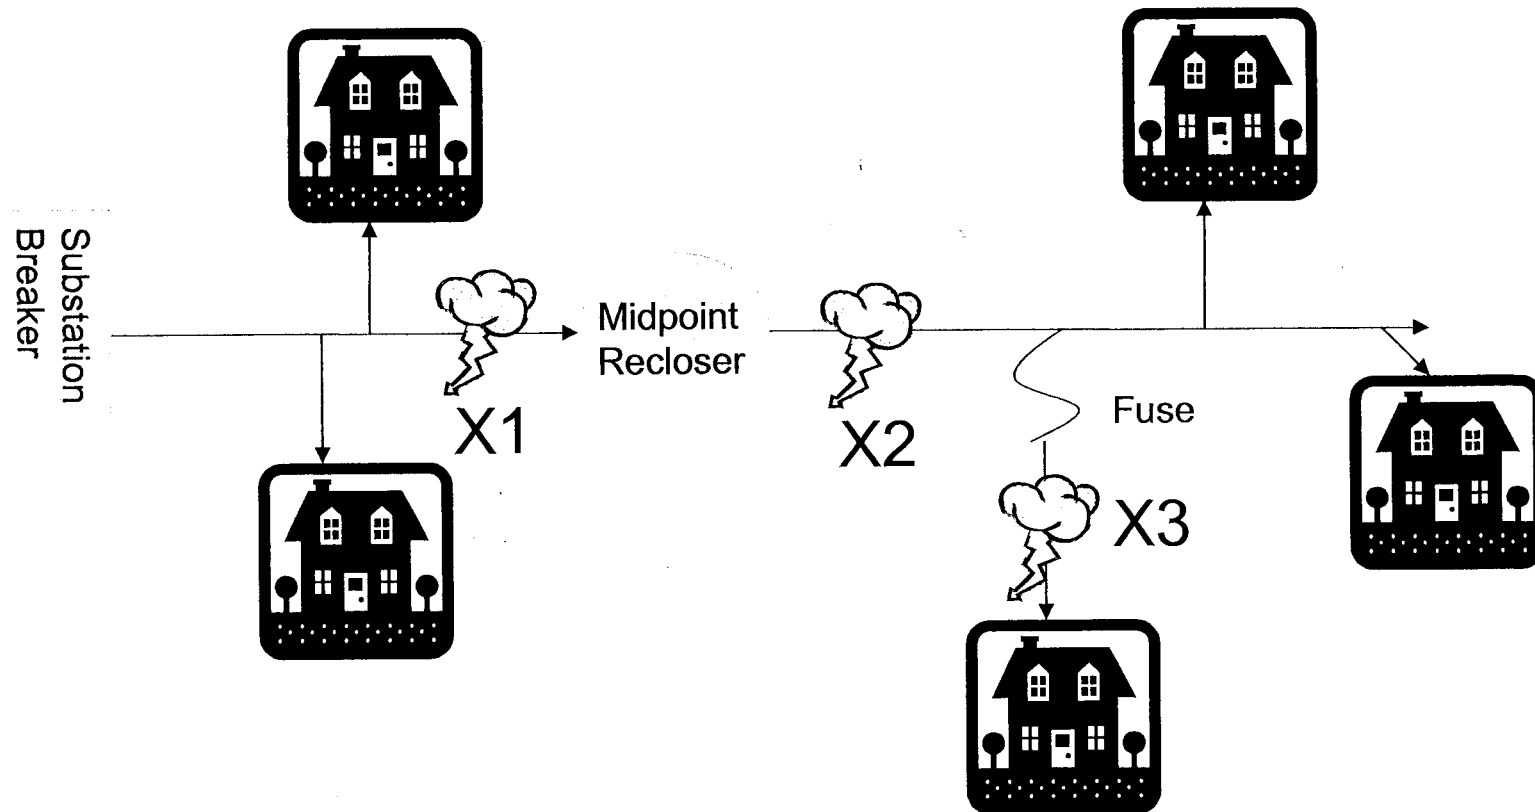 Substation
Breaker
X1
Midpoint
Recloser
X2
Fuse
X3